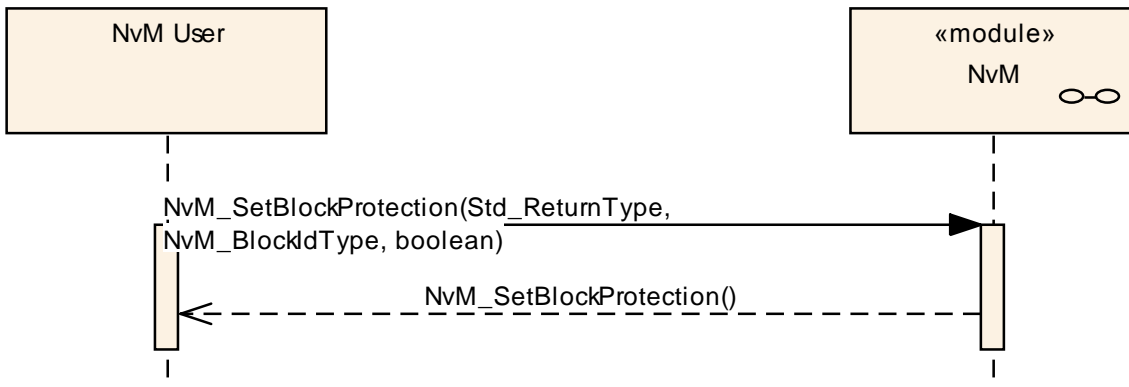 NvM User
«module»
NvM
NvM_SetBlockProtection(Std_ReturnType,
NvM_BlockIdType, boolean)
NvM_SetBlockProtection()